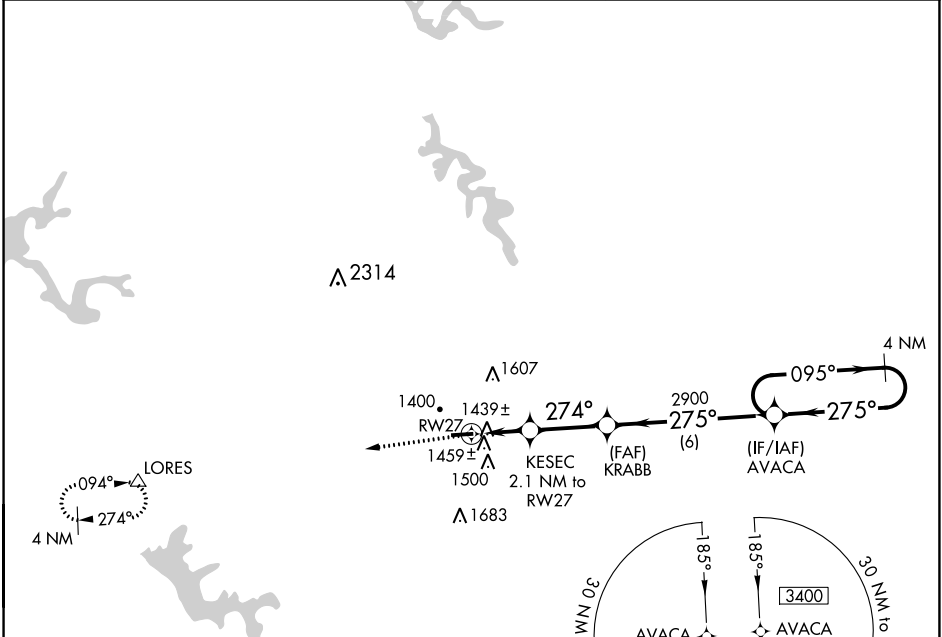 2314
4 NM
1607
095°
1400
1439±
274°
2900
275°
275°
RW27
(6)
1459±
KESEC
2.1 NM to
RW27
(FAF)
KRABB
(IF/IAF)
AVACA
LORES
094°
1500
274°
1683
4 NM
185°
185°
30 NM
30 NM to
3400
AVACA
AVACA